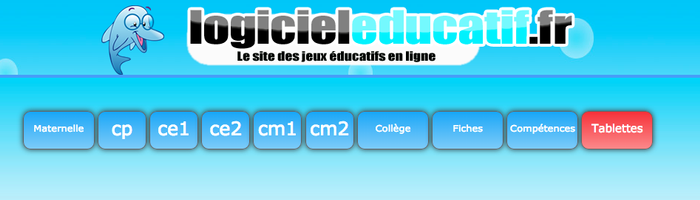 logicieleducatif.fr
Le site des jeux éducatifs en ligne
Maternelle cp ce1 ce2 cm1 cm2 Collège Fiches Compétences Tablettes